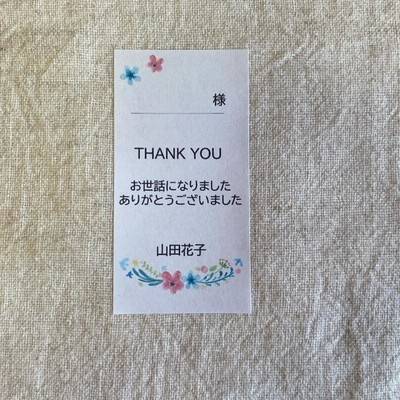 様
THANK YOU
お世話になりました
ありがとうございました
山田花子